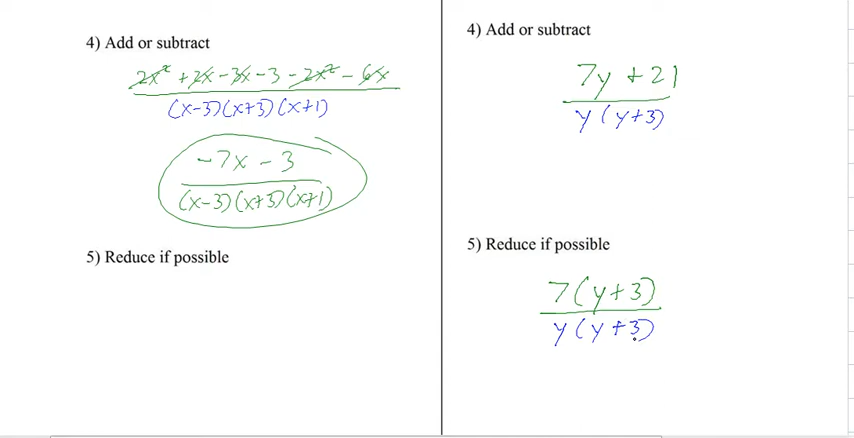 4) Add or subtract
2x² + 2x - 3x - 3 - 2x² - 6x
(x-3)(x+3)(x+1)
-7x - 3
(x-3)(x+3)(x+1)
5) Reduce if possible
4) Add or subtract
7y + 21
y(y+3)
5) Reduce if possible
7(y+3)
y(y+3)